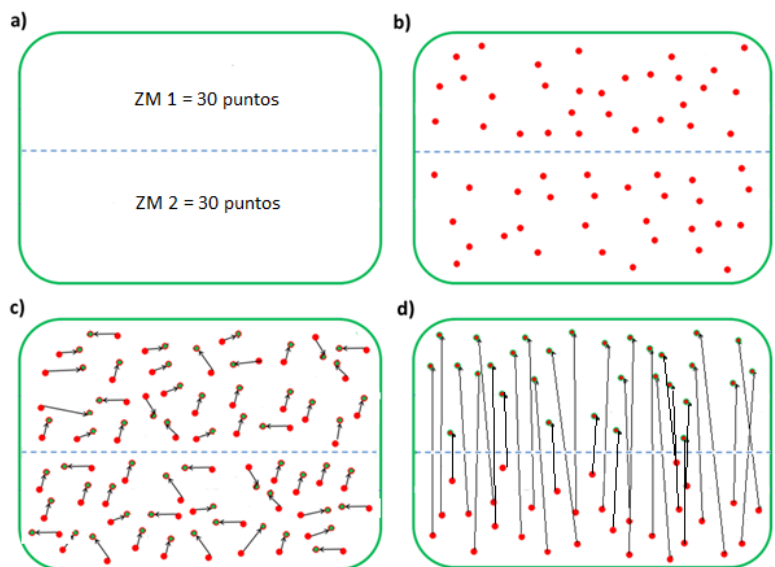 a)
ZM 1 = 30 puntos
ZM 2 = 30 puntos
b)
c)
d)